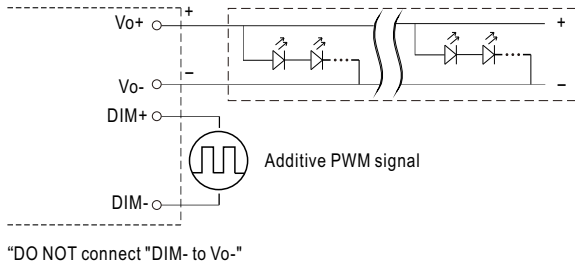 Vo+
+
+
–
Vo-
–
DIM+
Additive PWM signal
DIM-
“DO NOT connect "DIM- to Vo-"